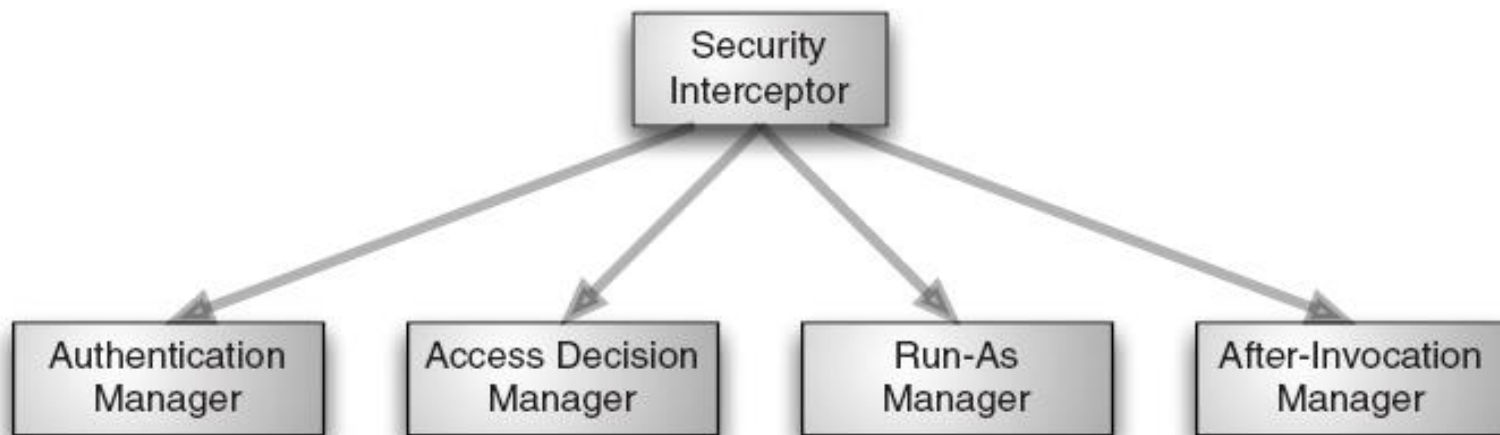 Security
Interceptor
Authentication
Manager
Access Decision
Manager
Run-As
Manager
After-Invocation
Manager